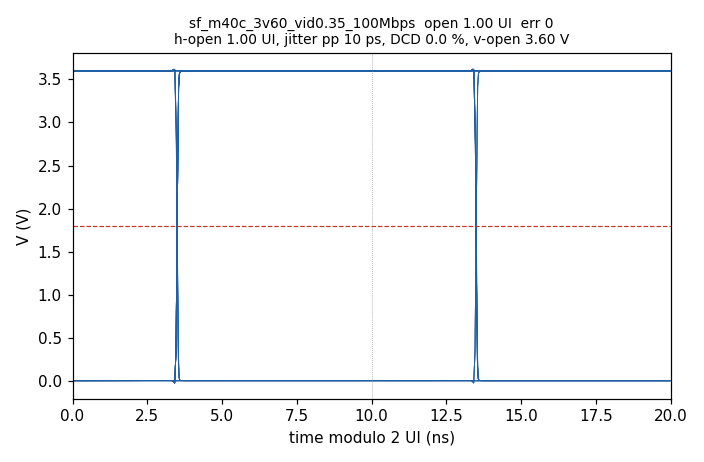 sf_m40c_3v60_vid0.35_100Mbps  open 1.00 UI  err 0
h-open 1.00 UI, jitter pp 10 ps, DCD 0.0 %, v-open 3.60 V
3.5
3.0
2.5
2.0
1.5
1.0
0.5
0.0
V (V)
0.0 2.5 5.0 7.5 10.0 12.5 15.0 17.5 20.0
time modulo 2 UI (ns)